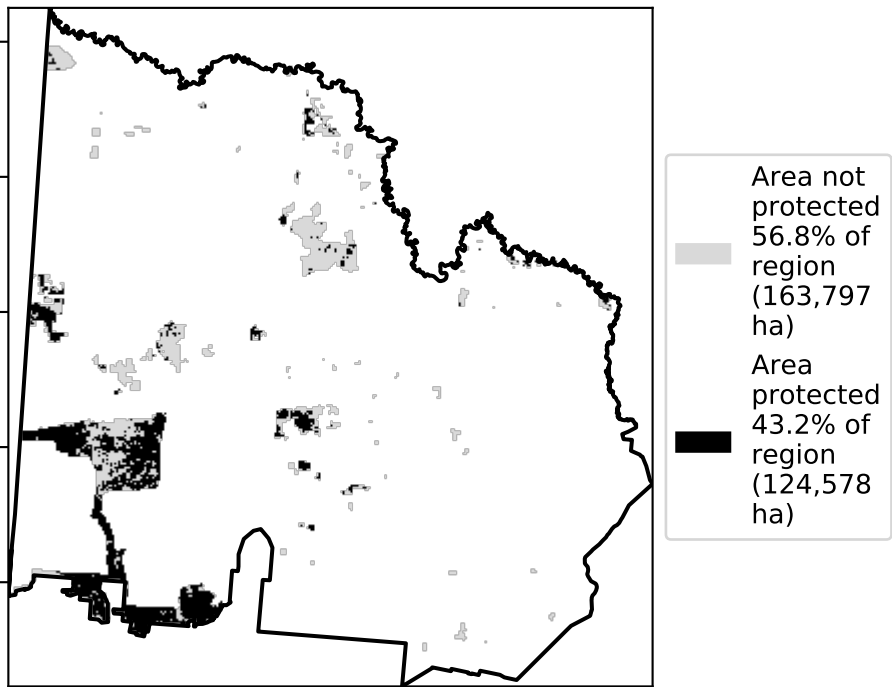 Area not
protected
56.8% of
region
(163,797
ha)
Area
protected
43.2% of
region
(124,578
ha)